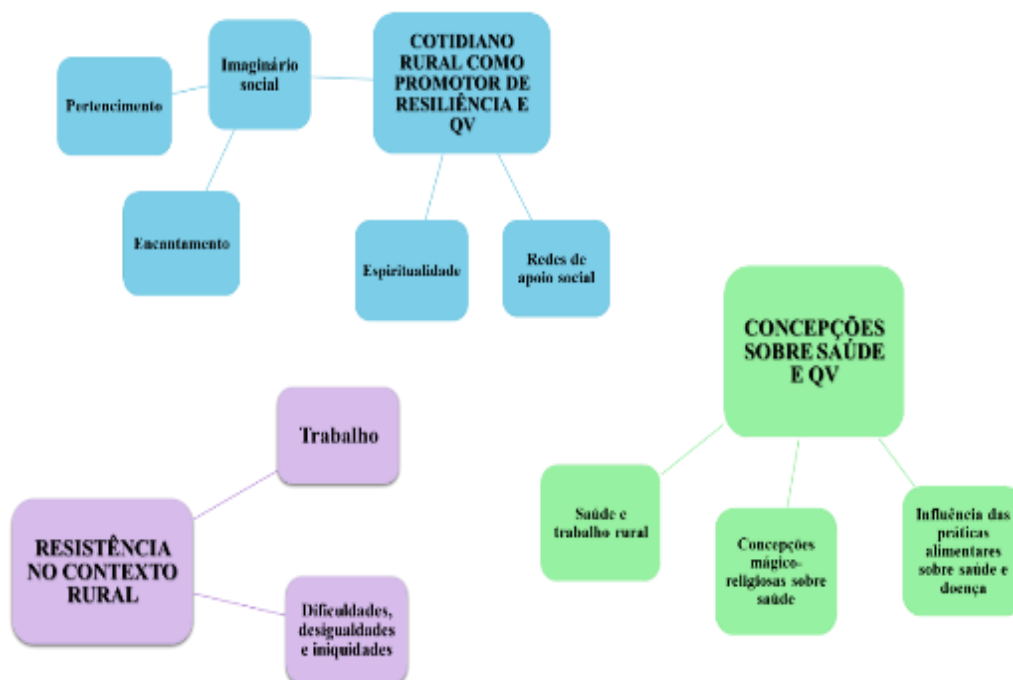 COTIDIANO
RURAL COMO
PROMOTOR DE
RESILIÊNCIA E
QV
Imaginário
social
Pertencimento
Encantamento
Espiritualidade
Redes de
apoio social
CONCEPÇÕES
SOBRE SAÚDE
E QV
Saúde e
trabalho rural
Concepções
mágico-
religiosas sobre
saúde
Influência das
práticas
alimentares
sobre saúde e
doença
RESISTÊNCIA
NO CONTEXTO
RURAL
Trabalho
Dificuldades,
desigualdades
e iniquidades